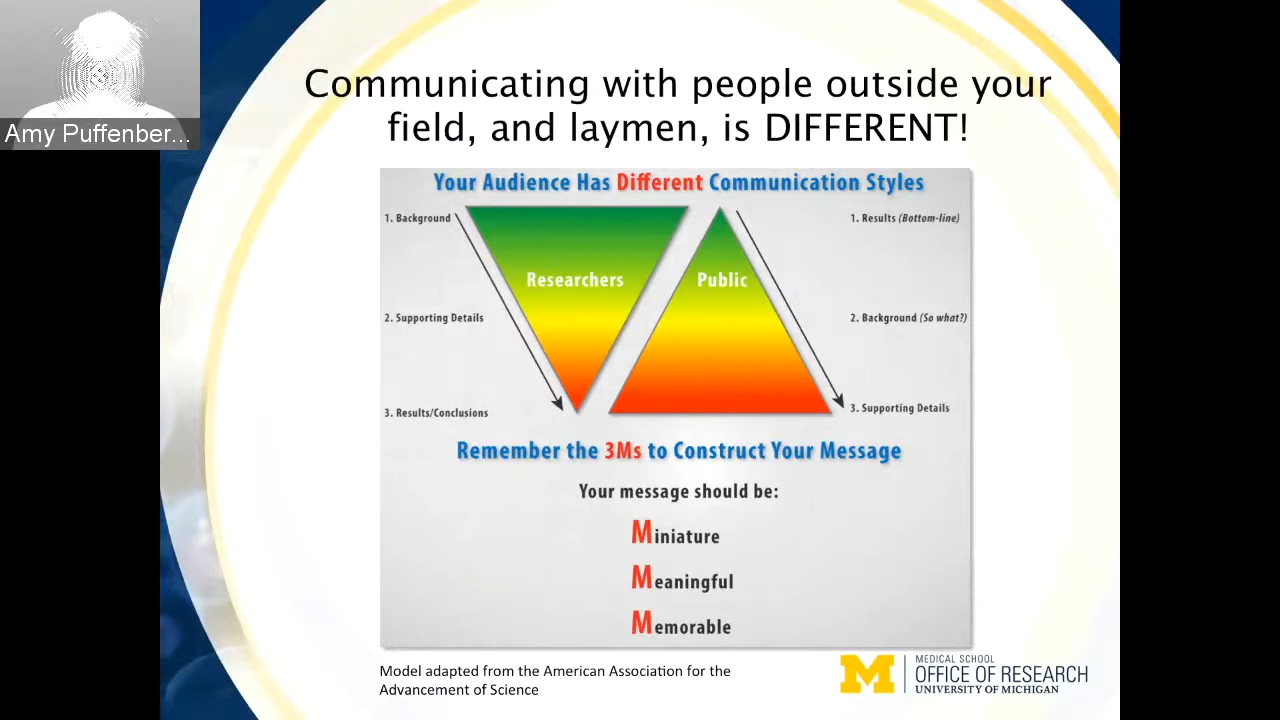 Amy Puffenber...
Communicating with people outside your
field, and laymen, is DIFFERENT!
Your Audience Has Different Communication Styles
1. Background
2. Supporting Details
3. Results/Conclusions
Researchers
Public
1. Results (Bottom-line)
2. Background (So what?)
3. Supporting Details
Remember the 3Ms to Construct Your Message
Your message should be:
Miniature
Meaningful
Memorable
Model adapted from the American Association for the
Advancement of Science
M
MEDICAL SCHOOL
OFFICE OF RESEARCH
UNIVERSITY OF MICHIGAN